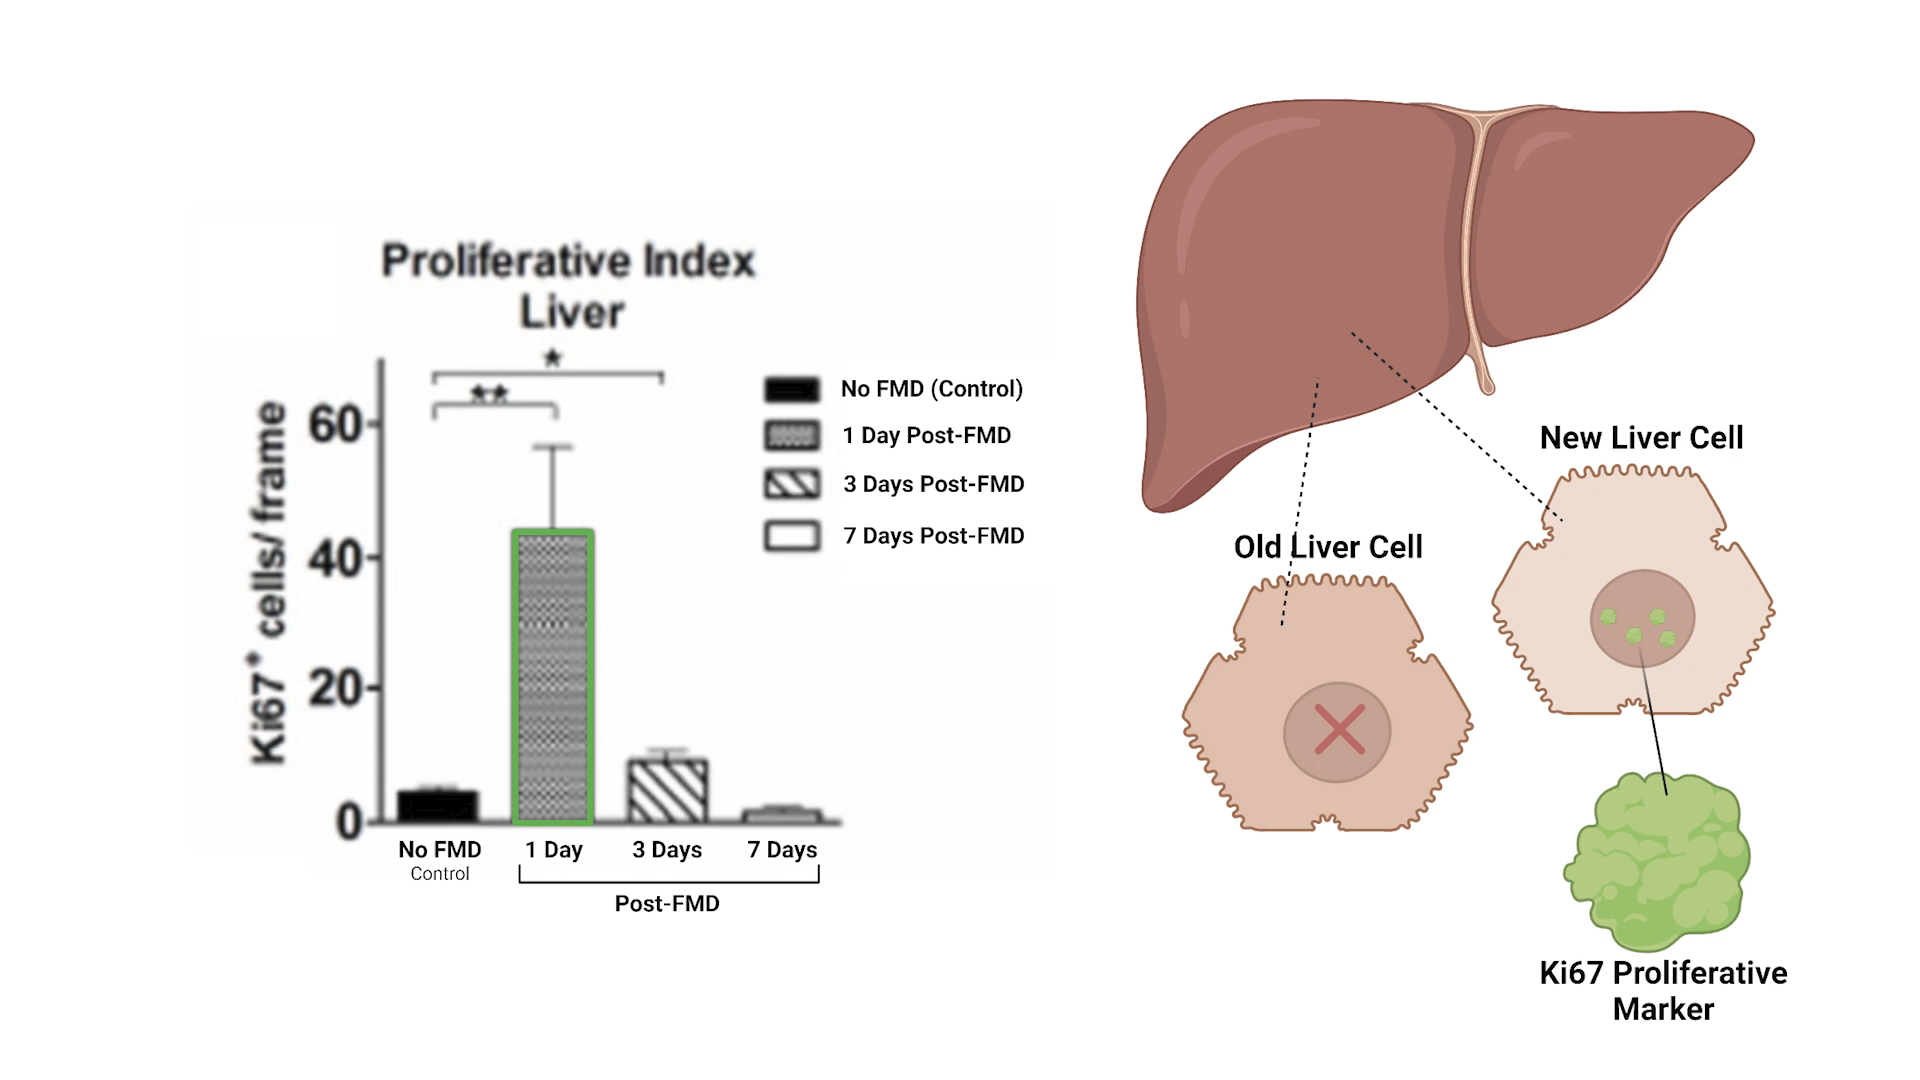 Proliferative Index
Liver
*
**
Ki67+ cells/ frame
60
40
20
0
No FMD (Control)
1 Day Post-FMD
3 Days Post-FMD
7 Days Post-FMD
No FMD
Control
1 Day
3 Days
7 Days
Post-FMD
New Liver Cell
Old Liver Cell
Ki67 Proliferative
Marker